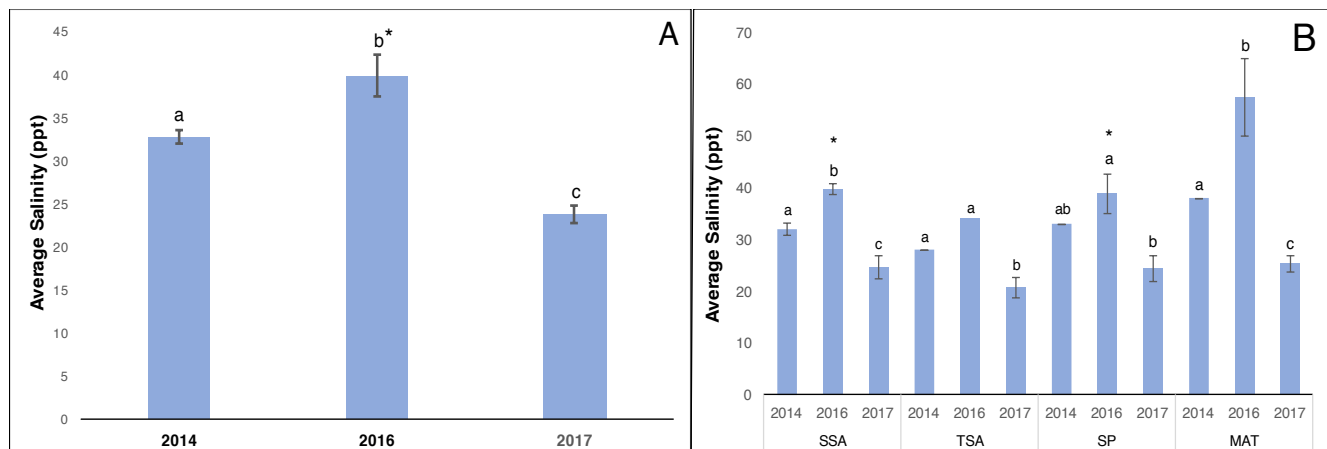 A
Average Salinity (ppt)
45
40
35
30
25
20
15
10
5
0
a
b*
c
2014
2016
2017
B
Average Salinity (ppt)
70
60
50
40
30
20
10
0
a
*
b
c
a
a
b
ab
*
a
b
a
b
c
2014 2016 2017 2014 2016 2017 2014 2016 2017 2014 2016 2017
SSA TSA SP MAT